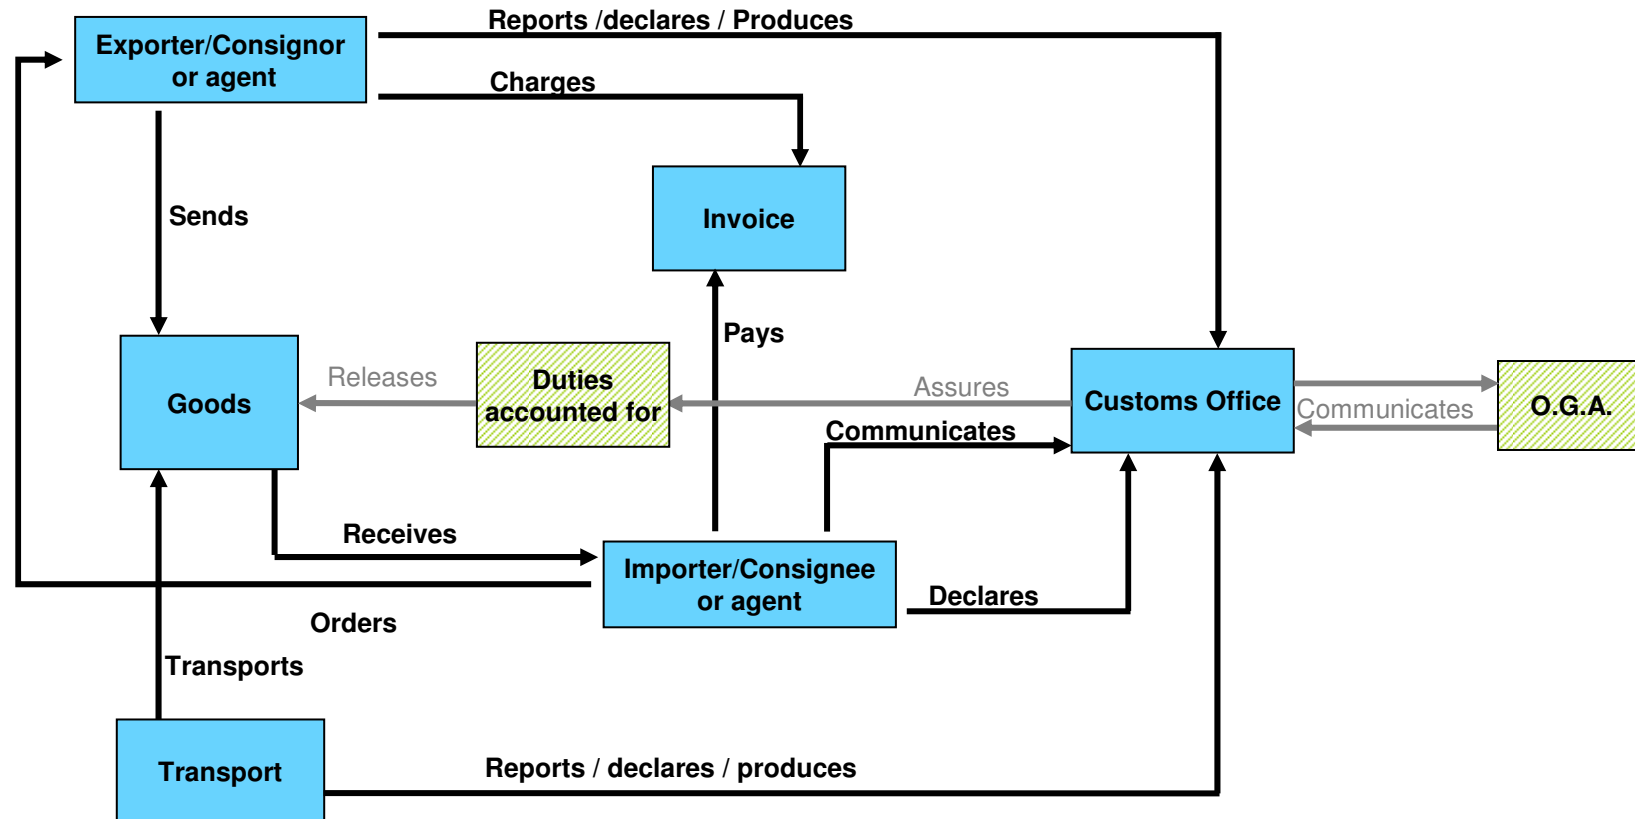 Reports /declares / Produces
Exporter/Consignor
or agent
Charges
Sends
Invoice
Pays
Releases
Duties
accounted for
Assures
Goods
Customs Office
Communicates
O.G.A.
Communicates
Receives
Importer/Consignee
or agent
Declares
Orders
Transports
Transport
Reports / declares / produces